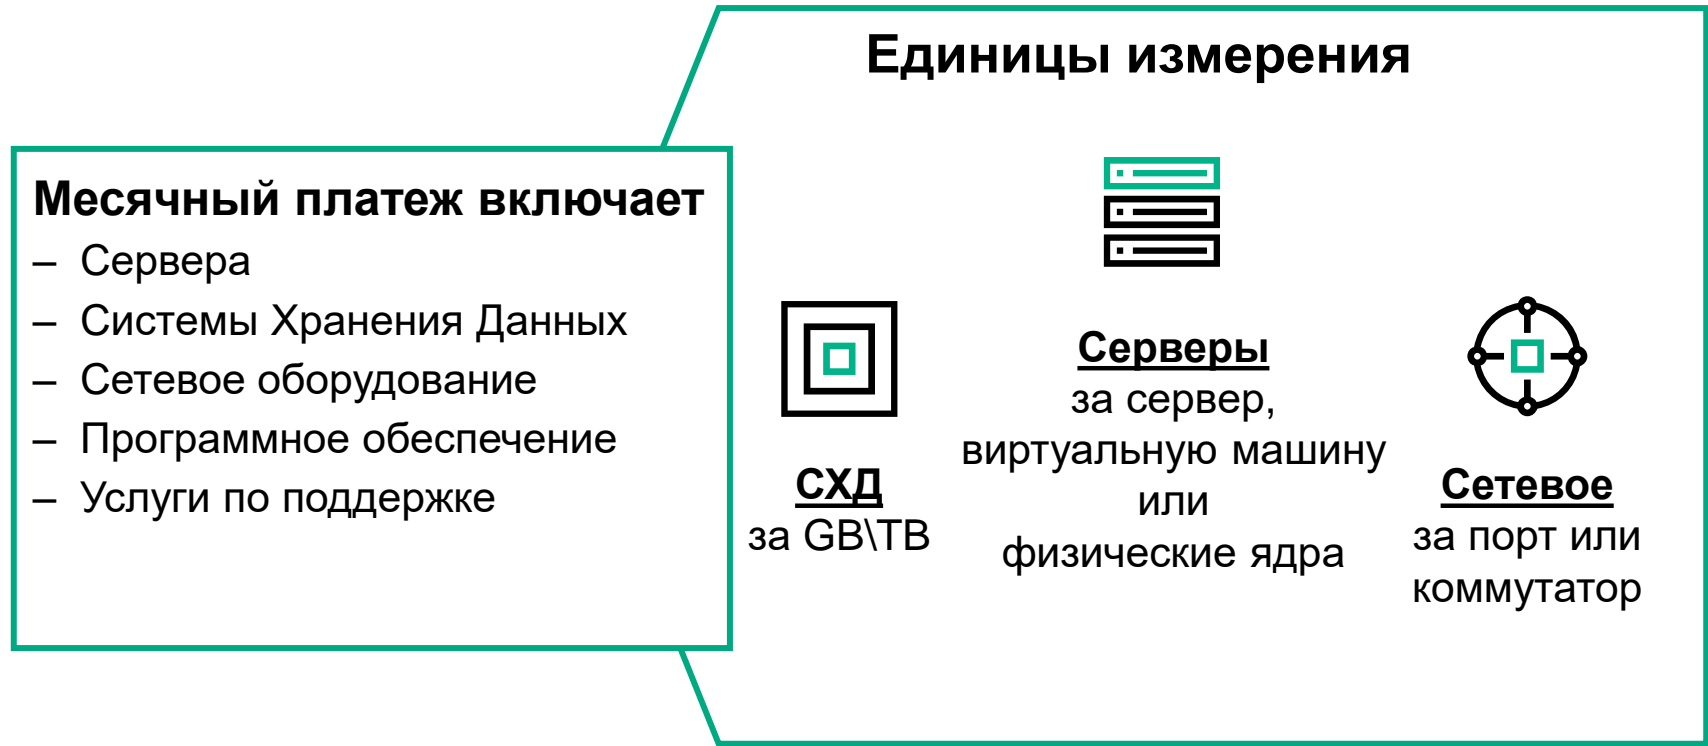 Единицы измерения
Месячный платеж включает
– Сервера
– Системы Хранения Данных
– Сетевое оборудование
– Программное обеспечение
– Услуги по поддержке
СХД
за GB\TB
Серверы
за сервер,
виртуальную машину
или
физические ядра
Сетевое
за порт или
коммутатор